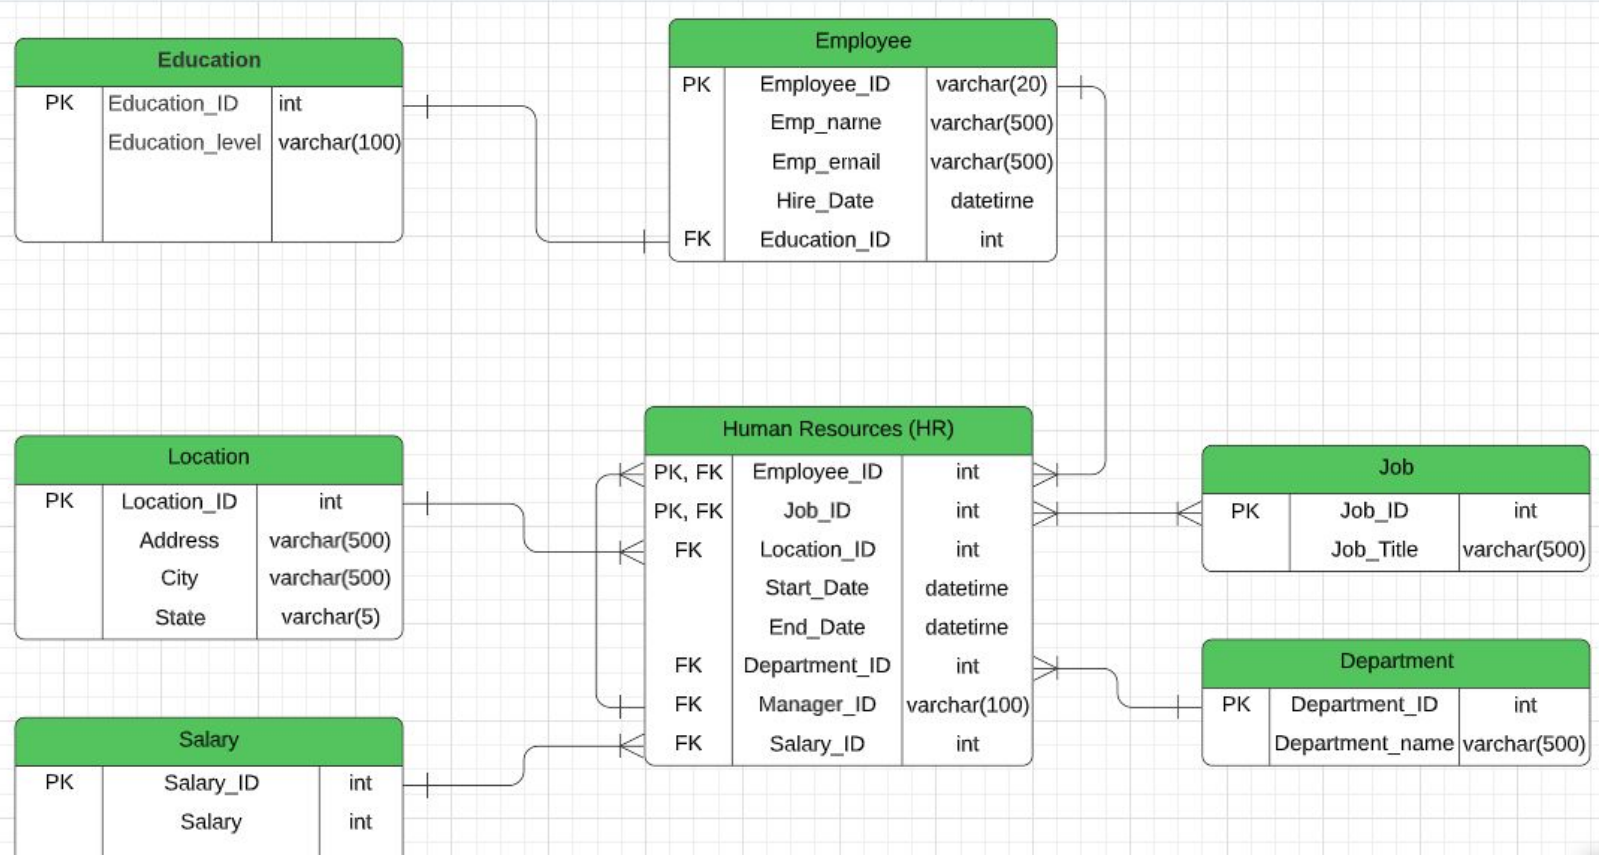 Education
PK Education_ID int
Education_level varchar(100)
Employee
PK Employee_ID varchar(20)
Emp_name varchar(500)
Emp_email varchar(500)
Hire_Date datetime
FK Education_ID int
Location
PK Location_ID int
Address varchar(500)
City varchar(500)
State varchar(5)
Human Resources (HR)
PK, FK Employee_ID int
PK, FK Job_ID int
FK Location_ID int
Start_Date datetime
End_Date datetime
FK Department_ID int
FK Manager_ID varchar(100)
FK Salary_ID int
Job
PK Job_ID int
Job_Title varchar(500)
Department
PK Department_ID int
Department_name varchar(500)
Salary
PK Salary_ID int
Salary int